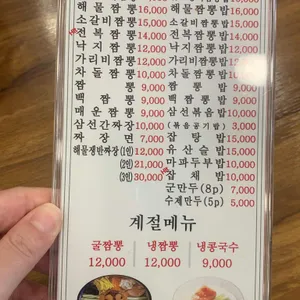 해 물 짬 뽕 16,000 해 물 짬 뽕 밥 16,000
소갈비짬뽕 15,000 소갈비짬뽕밥 15,000
전 복 짬 뽕 14,000 전 복 짬 뽕 밥 14,000
낙 지 짬 뽕 12,000 낙 지 짬 뽕 밥 12,000
가리비짬뽕 12,000 가리비짬뽕밥 12,000
차 돌 짬 뽕 10,000 차 돌 짬 뽕 밥 10,000
짬 뽕 9,000 짬 뽕 밥 9,000
백 짬 뽕 9,000 백 짬 뽕 밥 9,000
매 운 짬 뽕 9,000 삼선볶음밥 10,000
삼선간짜장 10,000 (볶음공기밥) 3,000
짜 장 면 7,000 잡 탕 밥 15,000
해물쟁반짜장 (1인) 12,000 유 산 슬 밥 15,000
(2인) 21,000 마파두부밥 10,000
(3인) 30,000 잡 채 밥 10,000
군만두 (8p) 7,000
수제만두 (5p) 5,000
계절메뉴
굴짬뽕 냉짬뽕 냉콩국수
12,000 12,000 9,000